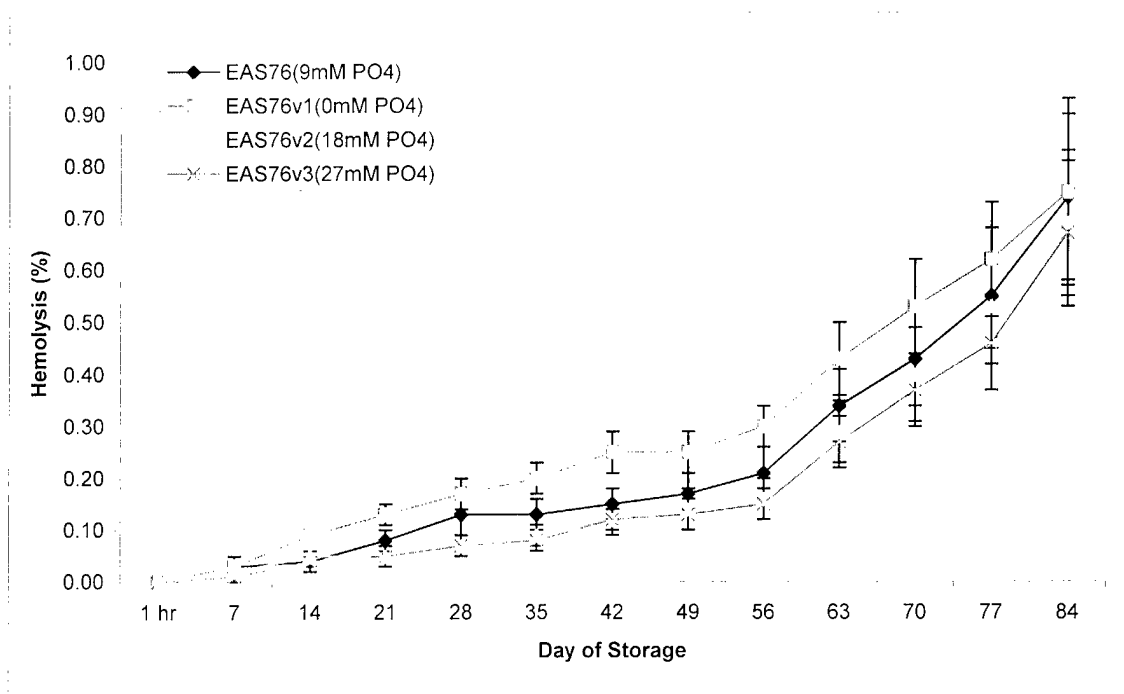 1.00
0.90
0.80
0.70
0.60
0.50
0.40
0.30
0.20
0.10
0.00
Hemolysis (%)
EAS76(9mM PO4)
EAS76v1(0mM PO4)
EAS76v2(18mM PO4)
EAS76v3(27mM PO4)
1 hr 7 14 21 28 35 42 49 56 63 70 77 84
Day of Storage